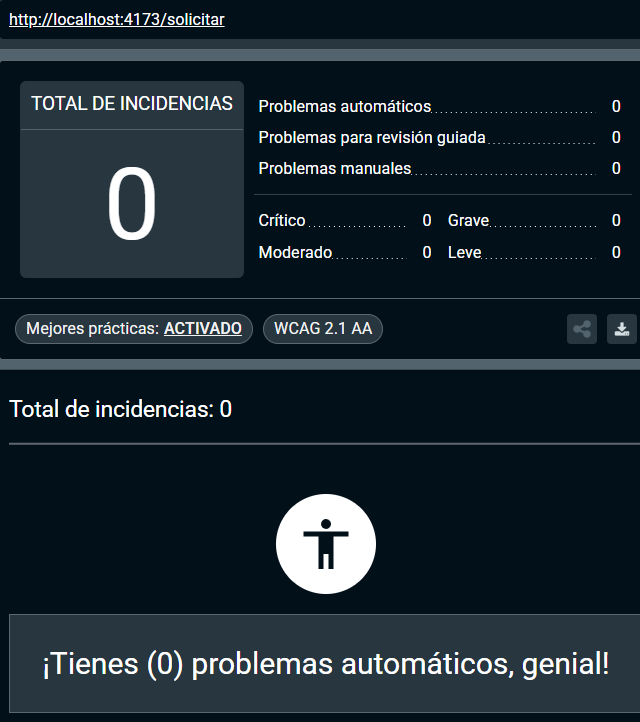 http://localhost:4173/solicitar
TOTAL DE INCIDENCIAS
0
Problemas automáticos 0
Problemas para revisión guiada 0
Problemas manuales 0
Crítico 0 Grave 0
Moderado 0 Leve 0
Mejores prácticas: ACTIVADO WCAG 2.1 AA
Total de incidencias: 0
¡Tienes (0) problemas automáticos, genial!